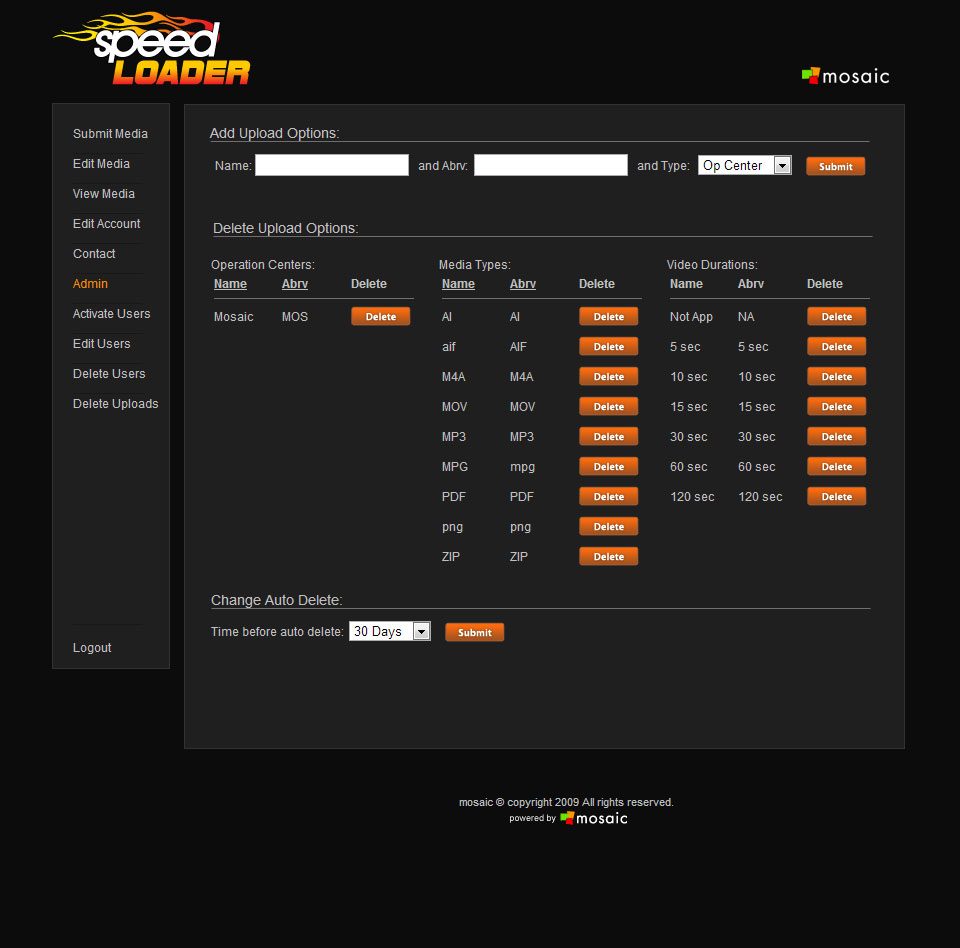 speed
LOADER
mosaic
Submit Media
Edit Media
View Media
Edit Account
Contact
Admin
Activate Users
Edit Users
Delete Users
Delete Uploads
Logout
Add Upload Options:
Name: and Abrv: and Type: Op Center Submit
Delete Upload Options:
Operation Centers:
Name Abrv Delete
Mosaic MOS Delete
Media Types:
Name Abrv Delete
AI AI Delete
aif AIF Delete
M4A M4A Delete
MOV MOV Delete
MP3 MP3 Delete
MPG mpg Delete
PDF PDF Delete
png png Delete
ZIP ZIP Delete
Video Durations:
Name Abrv Delete
Not App NA Delete
5 sec 5 sec Delete
10 sec 10 sec Delete
15 sec 15 sec Delete
30 sec 30 sec Delete
60 sec 60 sec Delete
120 sec 120 sec Delete
Change Auto Delete:
Time before auto delete: 30 Days Submit
mosaic © copyright 2009 All rights reserved.
powered by mosaic